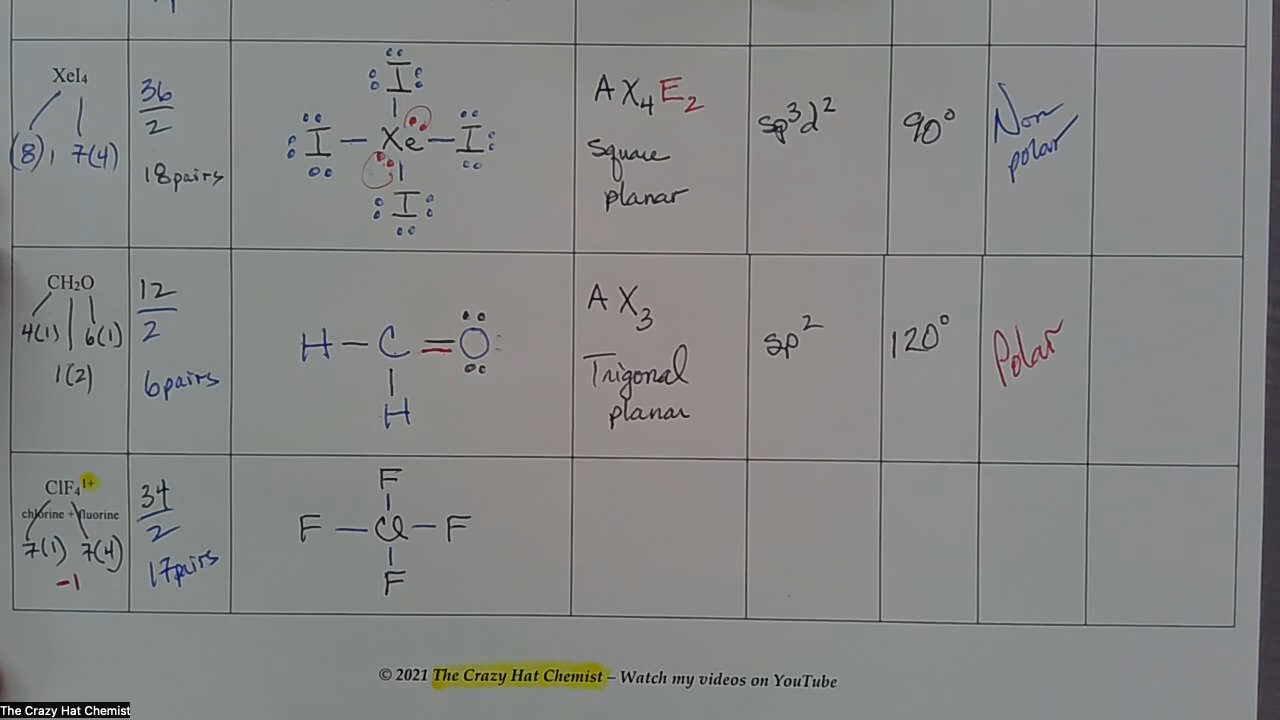 XeI₄
(8), 7(4)
36
2
18 pairs
I
I — Xe — I
I
AX₄E₂
Square
planar
sp³d²
90°
Non
polar
CH₂O
4(1) 6(1)
1(2)
12
2
6 pairs
H — C = O
H
AX₃
Trigonal
planar
sp²
120°
Polar
ClF₄¹⁺
chlorine + fluorine
7(1) 7(4)
-1
34
2
17 pairs
F
F — Cl — F
F
© 2021 The Crazy Hat Chemist – Watch my videos on YouTube
The Crazy Hat Chemist